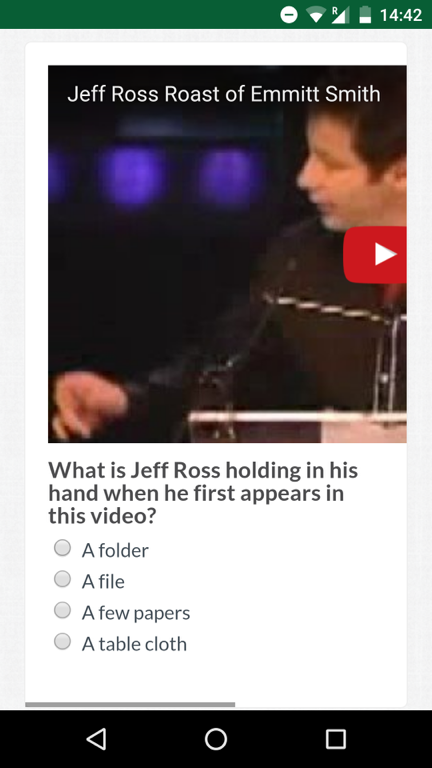 R
14:42
Jeff Ross Roast of Emmitt Smith
What is Jeff Ross holding in his
hand when he first appears in
this video?
A folder
A file
A few papers
A table cloth